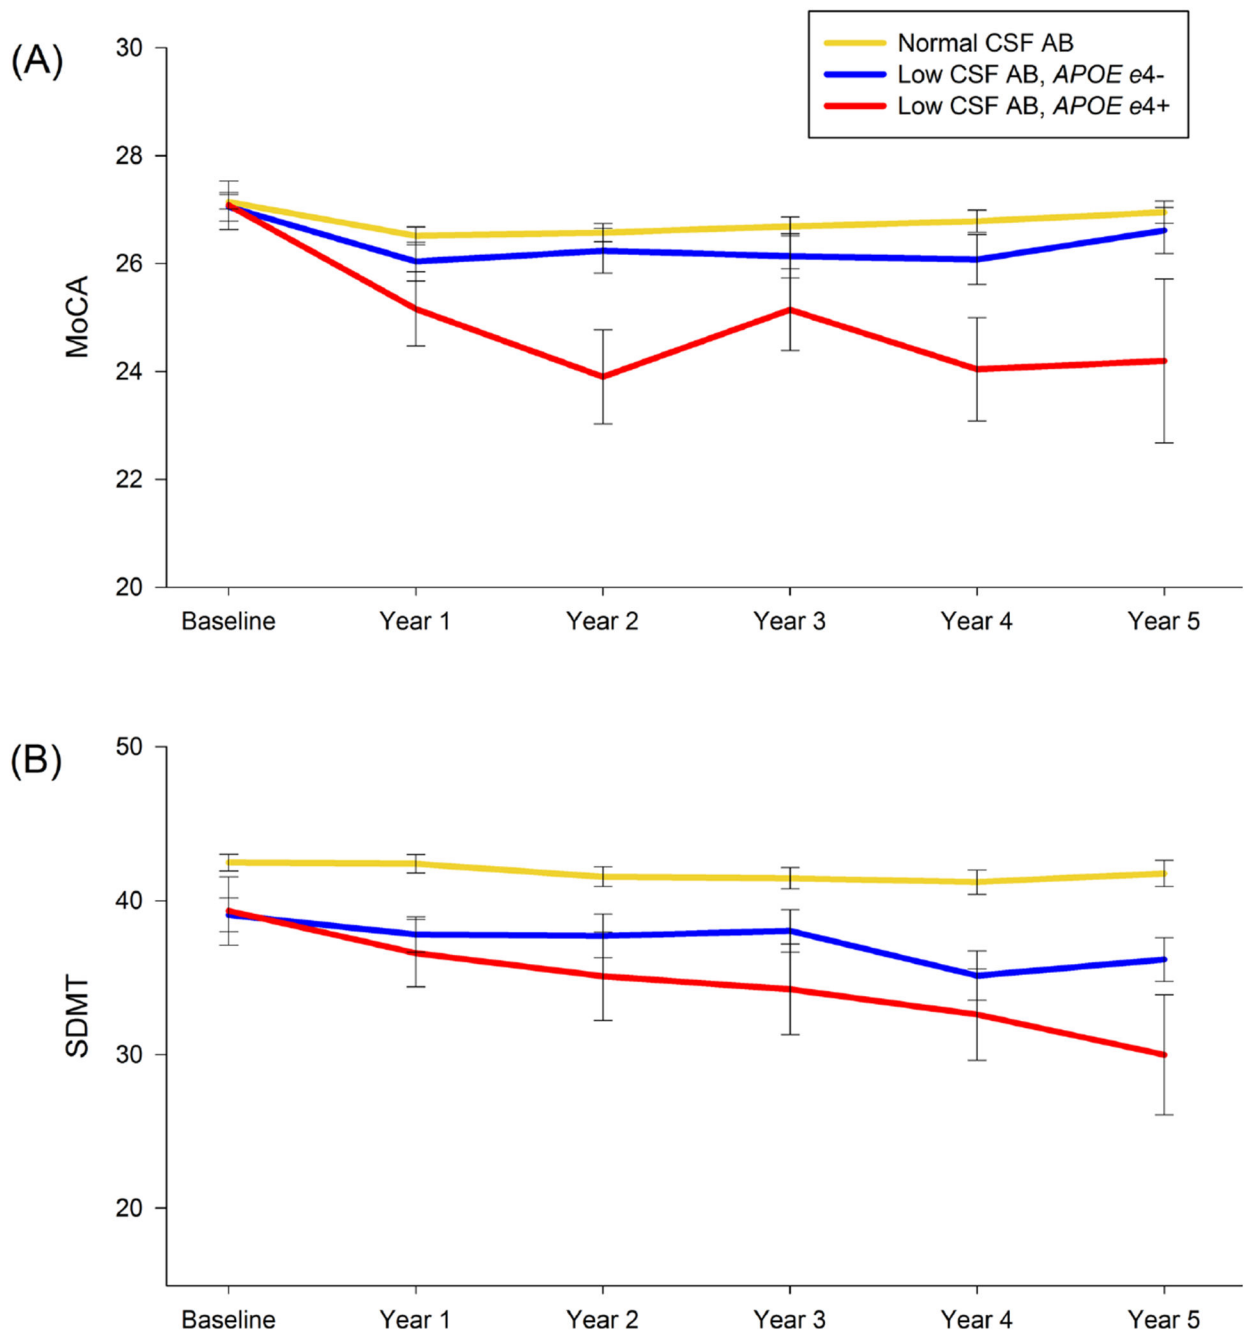 (A)
Normal CSF AB
Low CSF AB, APOE e4-
Low CSF AB, APOE e4+
30
28
26
24
22
20
MoCA
Baseline Year 1 Year 2 Year 3 Year 4 Year 5
(B)
50
40
30
20
SDMT
Baseline Year 1 Year 2 Year 3 Year 4 Year 5